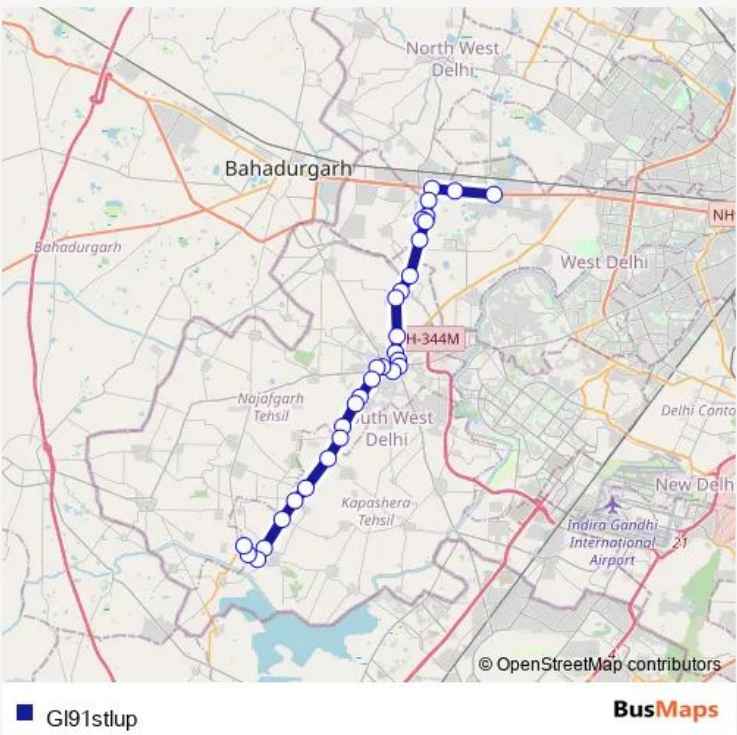 North West
Delhi
Bahadurgarh
NH
Bahadurgarh
West Delhi
H-344M
Najafgarh
Tehsil
uth West
Delhi
Delhi Canto
Kapashera
Tehsil
New Delh
Indira Gandhi
International
Airport
21
4
© OpenStreetMap contributors
Gl91stlup
BusMaps